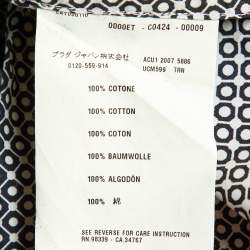 0000ET - C0424 - 00009
プラダ ジャパン株式会社
0120-559-914
ACU1 2007 5886
UCM599 TRN
100% COTONE
100% COTTON
100% COTON
100% BAUMWOLLE
100% ALGODÓN
100% 綿
SEE REVERSE FOR CARE INSTRUCTION
RN 98339 - CA 34767